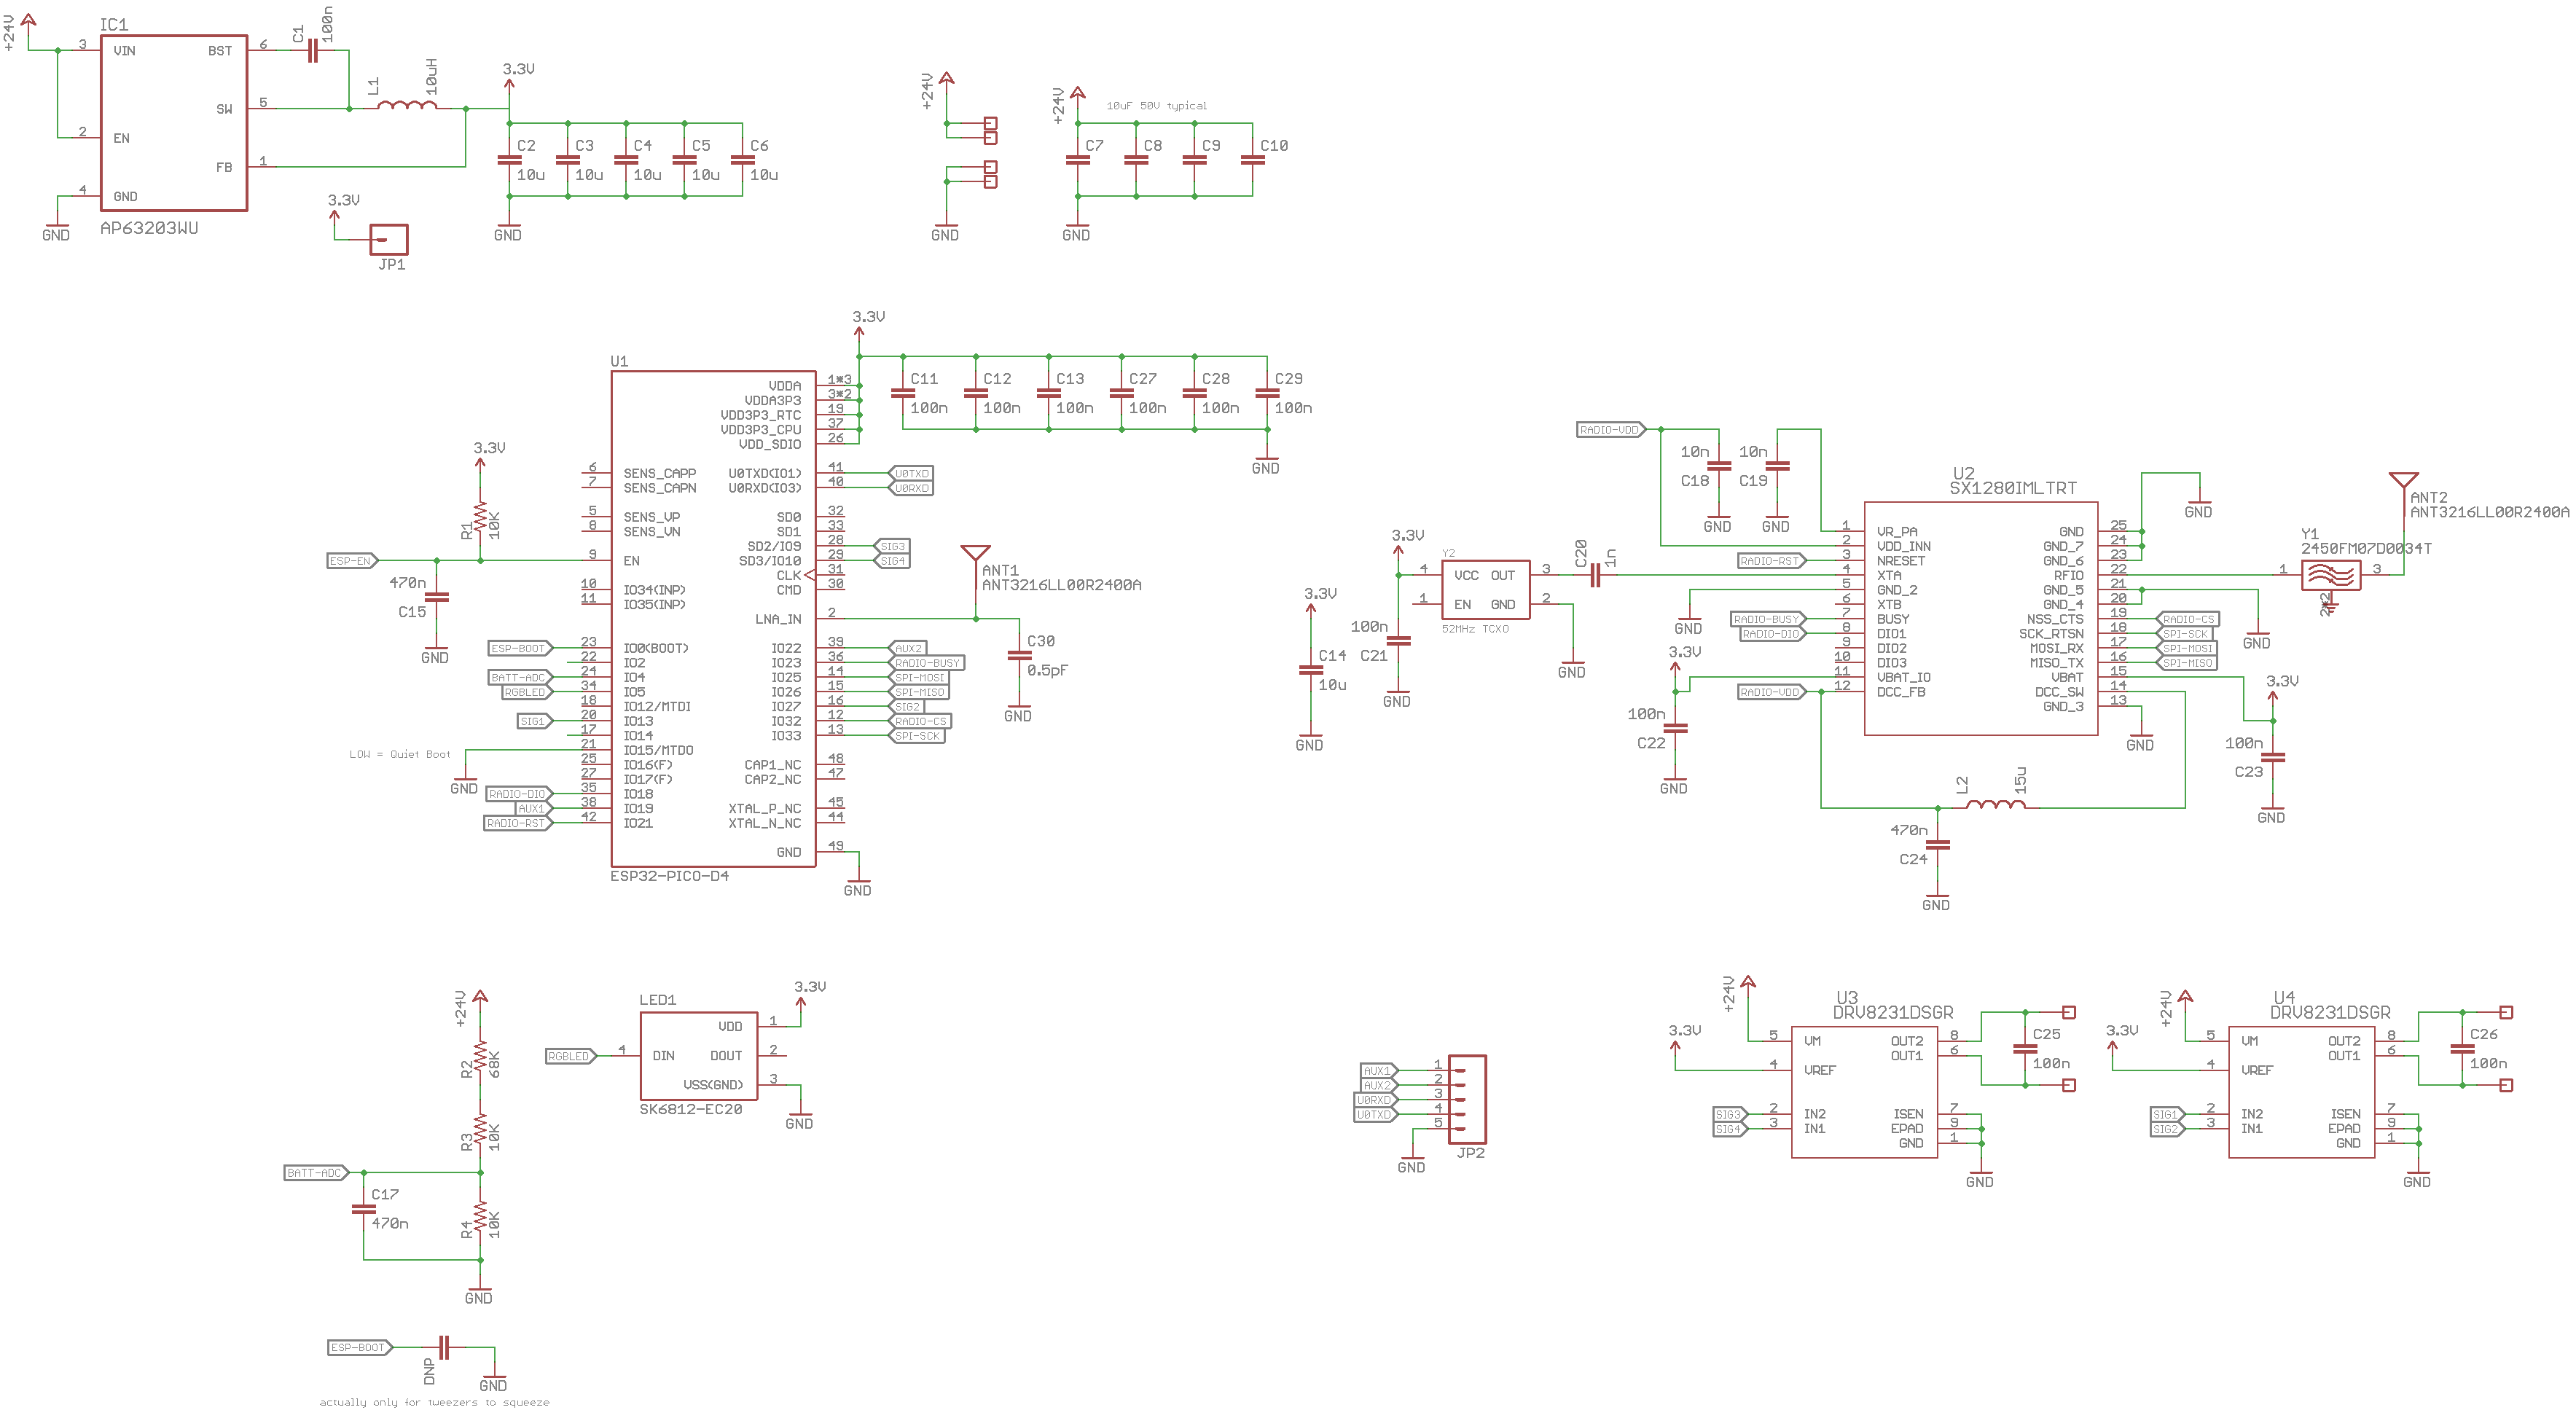 +24V
IC1
AP63203WU
3 VIN
2 EN
4 GND
BST 6
SW 5
FB 1
GND
C1
100n
L1
10uH
3.3V
C2
10u
C3
10u
C4
10u
C5
10u
C6
10u
GND
3.3V
JP1
+24V
GND
+24V
10uF 50V typical
C7
C8
C9
C10
GND
3.3V
U1
VDDA 1*3
VDDA3P3 3*2
VDD3P3_RTC 19
VDD3P3_CPU 37
VDD_SDIO 26
C11
100n
C12
100n
C13
100n
C27
100n
C28
100n
C29
100n
GND
6 SENS_CAPP
7 SENS_CAPN
5 SENS_VP
8 SENS_VN
9 EN
10 IO34(INP)
11 IO35(INP)
23 IO0(BOOT)
22 IO2
24 IO4
34 IO5
18 IO12/MTDI
20 IO13
17 IO14
21 IO15/MTDO
25 IO16(F)
27 IO17(F)
35 IO18
38 IO19
42 IO21
U0TXD(IO1) 41 U0TXD
U0RXD(IO3) 40 U0RXD
SD0 32
SD1 33
SD2/IO9 28 SIG3
SD3/IO10 29 SIG4
CLK 31
CMD 30
LNA_IN 2
IO22 39 AUX2
IO23 36 RADIO-BUSY
IO25 14 SPI-MOSI
IO26 15 SPI-MISO
IO27 16 SIG2
IO32 12 RADIO-CS
IO33 13 SPI-SCK
CAP1_NC 48
CAP2_NC 47
XTAL_P_NC 45
XTAL_N_NC 44
GND 49
ESP32-PICO-D4
GND
3.3V
R1
10K
ESP-EN
470n
C15
GND
ESP-BOOT
BATT-ADC
RGBLED
SIG1
LOW = Quiet Boot
GND
RADIO-DIO
AUX1
RADIO-RST
ANT1
ANT3216LL00R2400A
C30
0.5pF
GND
3.3V
C14
10u
GND
3.3V
Y2
4 VCC OUT 3
1 EN GND 2
52MHz TCXO
100n
C21
GND
C20
1n
GND
RADIO-VDD
10n
C18
GND
10n
C19
GND
U2
SX1280IMLTRT
1 VR_PA
2 VDD_INN
RADIO-RST 3 NRESET
4 XTA
5 GND_2
6 XTB
RADIO-BUSY 7 BUSY
RADIO-DIO 8 DIO1
9 DIO2
10 DIO3
11 VBAT_IO
RADIO-VDD 12 DCC_FB
GND 25
GND_7 24
GND_6 23
RFIO 22
GND_5 21
GND_4 20
NSS_CTS 19 RADIO-CS
SCK_RTSN 18 SPI-SCK
MOSI_RX 17 SPI-MOSI
MISO_TX 16 SPI-MISO
VBAT 15
DCC_SW 14
GND_3 13
GND
3.3V
100n
C22
GND
GND
GND
GND
3.3V
100n
C23
GND
L2
15u
470n
C24
GND
Y1
2450FM07D0034T
1
3
2*2
ANT2
ANT3216LL00R2400A
+24V
R2
68K
R3
10K
BATT-ADC
C17
470n
R4
10K
GND
ESP-BOOT
DNP
GND
actually only for tweezers to squeeze
LED1
RGBLED 4 DIN
VDD 1
DOUT 2
VSS(GND) 3
SK6812-EC20
3.3V
GND
AUX1 1
AUX2 2
U0RXD 3
U0TXD 4
5
GND
JP2
+24V
3.3V
U3
DRV8231DSGR
5 VM
4 VREF
SIG3 2 IN2
SIG4 3 IN1
OUT2 8
OUT1 6
ISEN 7
EPAD 9
GND 1
C25
100n
GND
+24V
3.3V
U4
DRV8231DSGR
5 VM
4 VREF
SIG1 2 IN2
SIG2 3 IN1
OUT2 8
OUT1 6
ISEN 7
EPAD 9
GND 1
C26
100n
GND